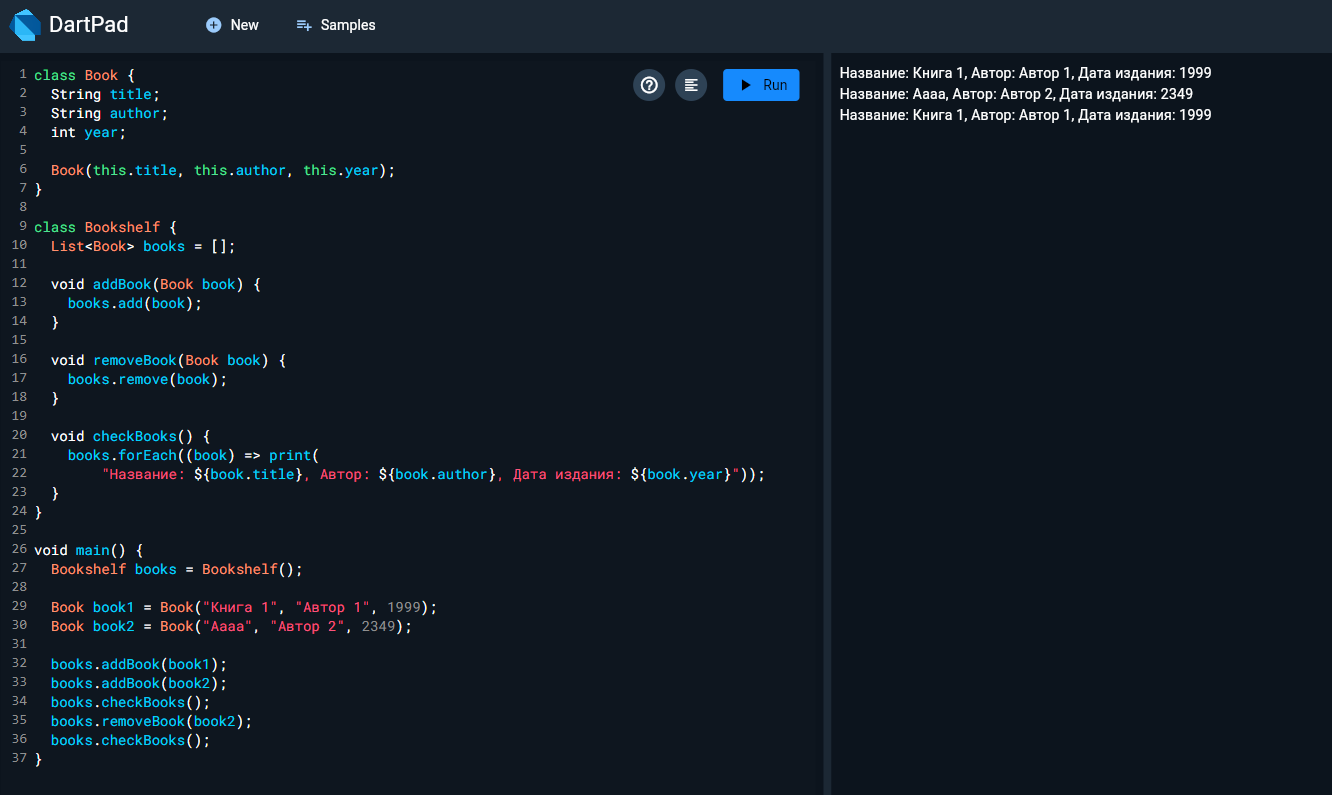 DartPad
New
Samples
Run
1 class Book {
2 String title;
3 String author;
4 int year;
5
6 Book(this.title, this.author, this.year);
7 }
8
9 class Bookshelf {
10 List<Book> books = [];
11
12 void addBook(Book book) {
13 books.add(book);
14 }
15
16 void removeBook(Book book) {
17 books.remove(book);
18 }
19
20 void checkBooks() {
21 books.forEach((book) => print(
22 "Название: ${book.title}, Автор: ${book.author}, Дата издания: ${book.year}"));
23 }
24 }
25
26 void main() {
27 Bookshelf books = Bookshelf();
28
29 Book book1 = Book("Книга 1", "Автор 1", 1999);
30 Book book2 = Book("Аааа", "Автор 2", 2349);
31
32 books.addBook(book1);
33 books.addBook(book2);
34 books.checkBooks();
35 books.removeBook(book2);
36 books.checkBooks();
37 }
Название: Книга 1, Автор: Автор 1, Дата издания: 1999
Название: Аааа, Автор: Автор 2, Дата издания: 2349
Название: Книга 1, Автор: Автор 1, Дата издания: 1999